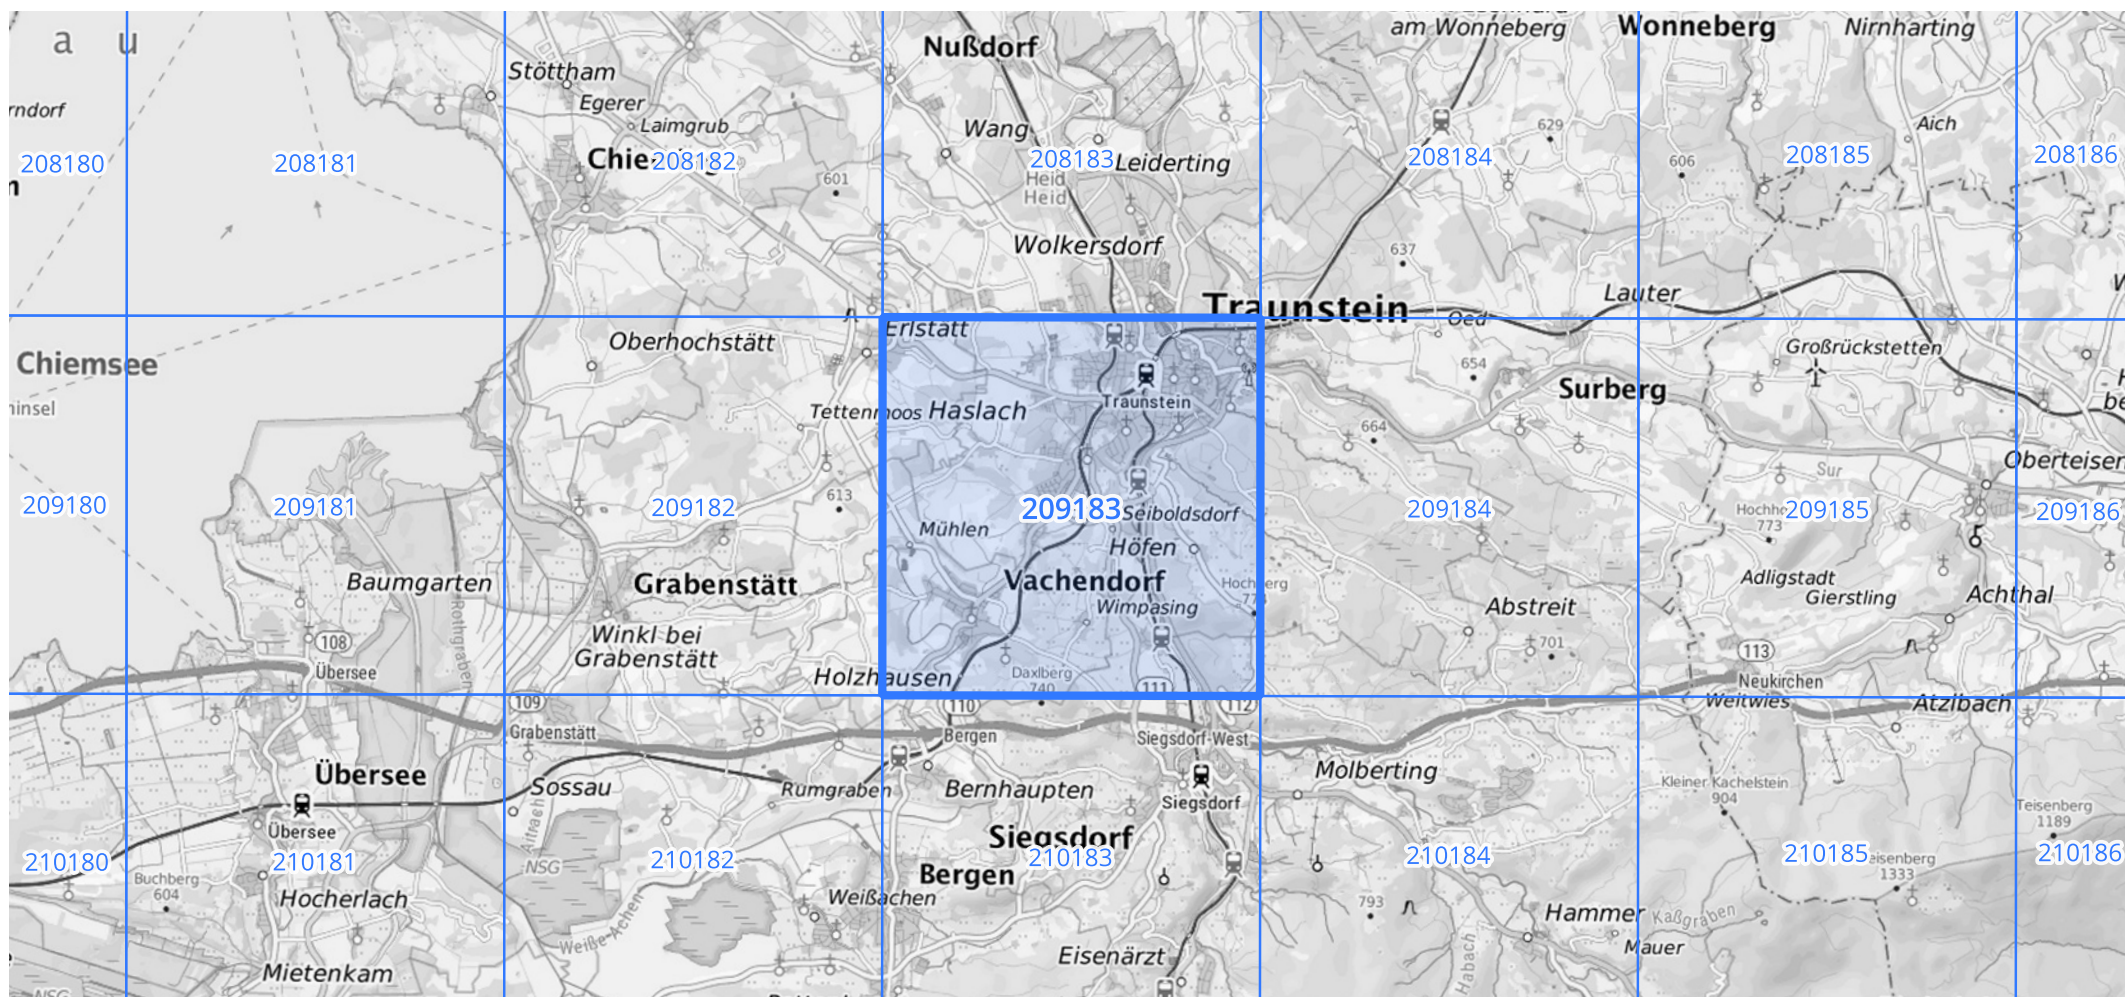 a u
Stöttham
Nußdorf
am Wonneberg
Wonneberg
Nirnharting
rndorf
Egerer
Laimgrub
Wang
629
Aich
208180
208181
208182
208183
Leiderting
208184
606
208185
208186
601
Heid
Heid
Wolkersdorf
637
Traunstein
Lauter
Oed
Erlstätt
Oberhochstätt
Chiemsee
Großrückstetten
654
Surberg
Tettenmoos
Haslach
Traunstein
664
Sur
Oberteisen
209180
209181
209182
613
209183
Seiboldsdorf
209184
773
209185
209186
Mühlen
Höfen
Baumgarten
Grabenstätt
Vachendorf
Adligstadt
Gierstling
Achthal
Rothgraben
Wimpasing
Abstreit
108
Winkl bei
Grabenstätt
701
113
Übersee
Holzhausen
Daxlberg
740
111
Neukirchen
109
110
112
Weitwies
Atzlbach
Grabenstätt
Bergen
Siegsdorf-West
Übersee
Sossau
Rumgraben
Bernhaupten
Siegsdorf
Molberting
Kleiner Kachelstein
904
Teisenberg
1189
Übersee
Siegsdorf
210180
210181
210182
210183
210184
210185
eisenberg
1333
210186
Buchberg
604
NSG
Bergen
Hocherlach
Weißachen
793
Hammer
Kaßgraben
Weiße Achen
Mauer
Eisenärzt
Habach
Mietenkam
NSG